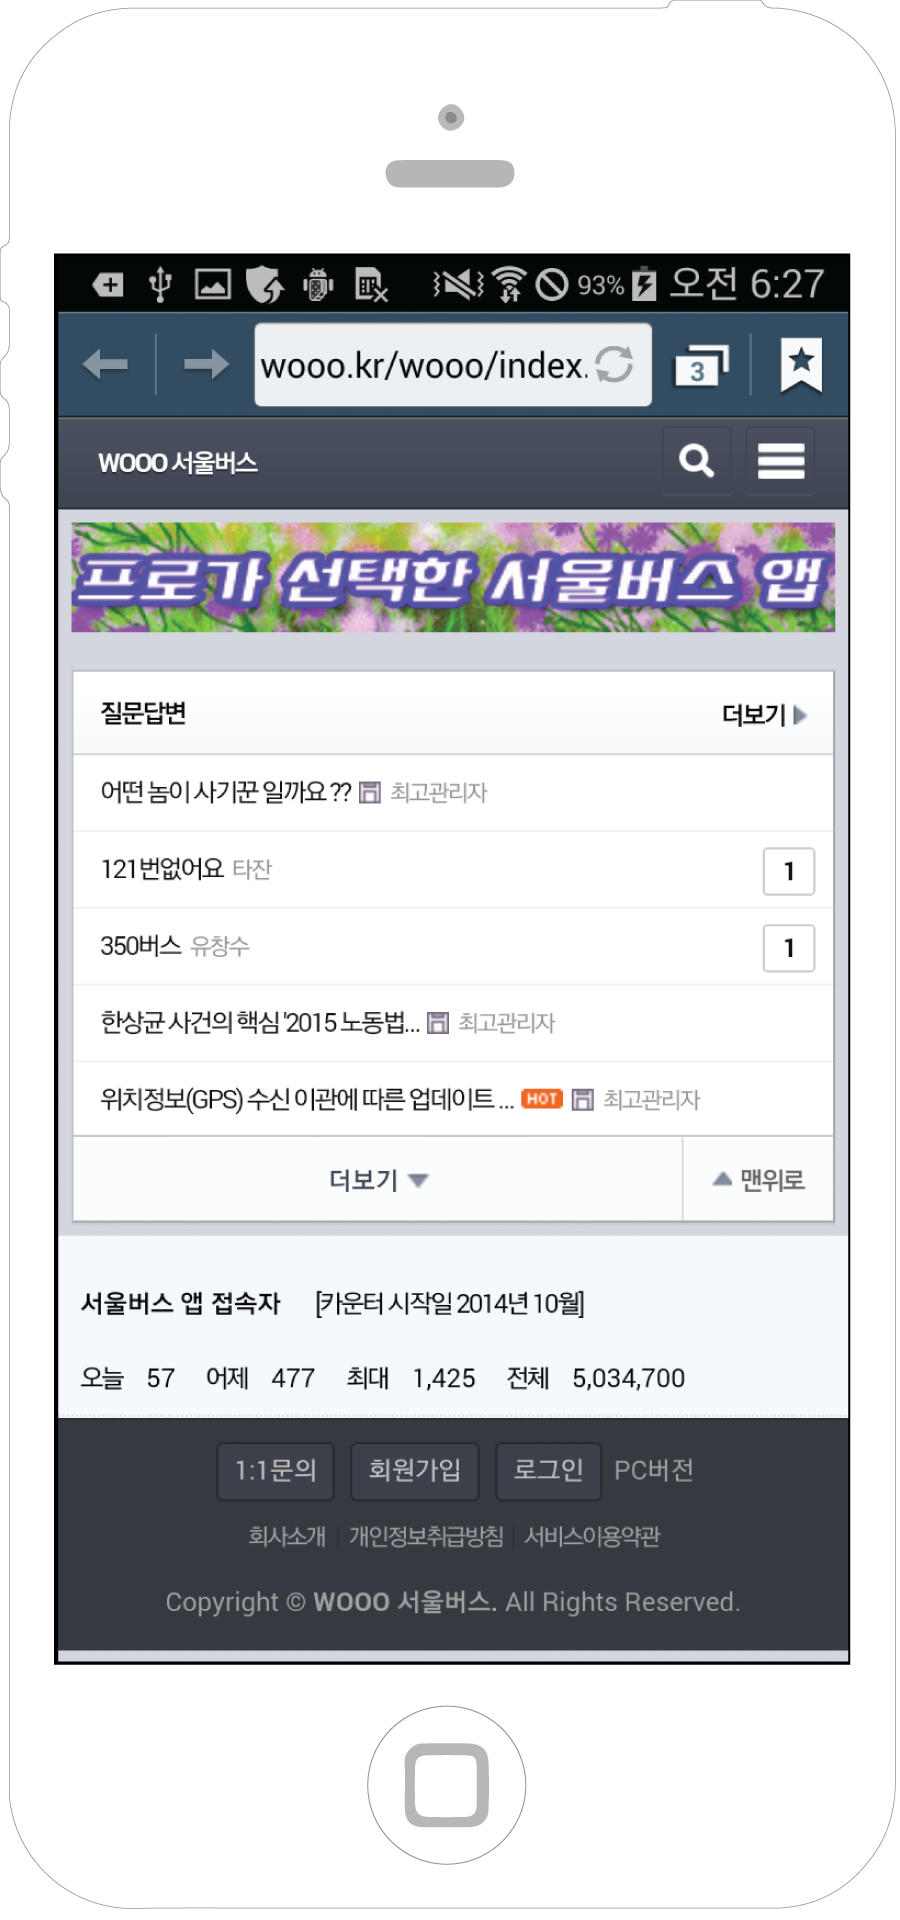 93% 오전 6:27
wooo.kr/wooo/index.
3
WOOO 서울버스
프로가 선택한 서울버스 앱
질문답변 더보기
어떤 놈이 사기꾼 일까요 ?? 최고관리자
121번없어요 타잔 1
350버스 유창수 1
한상균 사건의 핵심 '2015 노동법... 최고관리자
위치정보(GPS) 수신 이관에 따른 업데이트 ... HOT 최고관리자
더보기 맨위로
서울버스 앱 접속자 [카운터 시작일 2014년 10월]
오늘 57 어제 477 최대 1,425 전체 5,034,700
1:1문의 회원가입 로그인 PC버전
회사소개 개인정보취급방침 서비스이용약관
Copyright © WOOO 서울버스. All Rights Reserved.